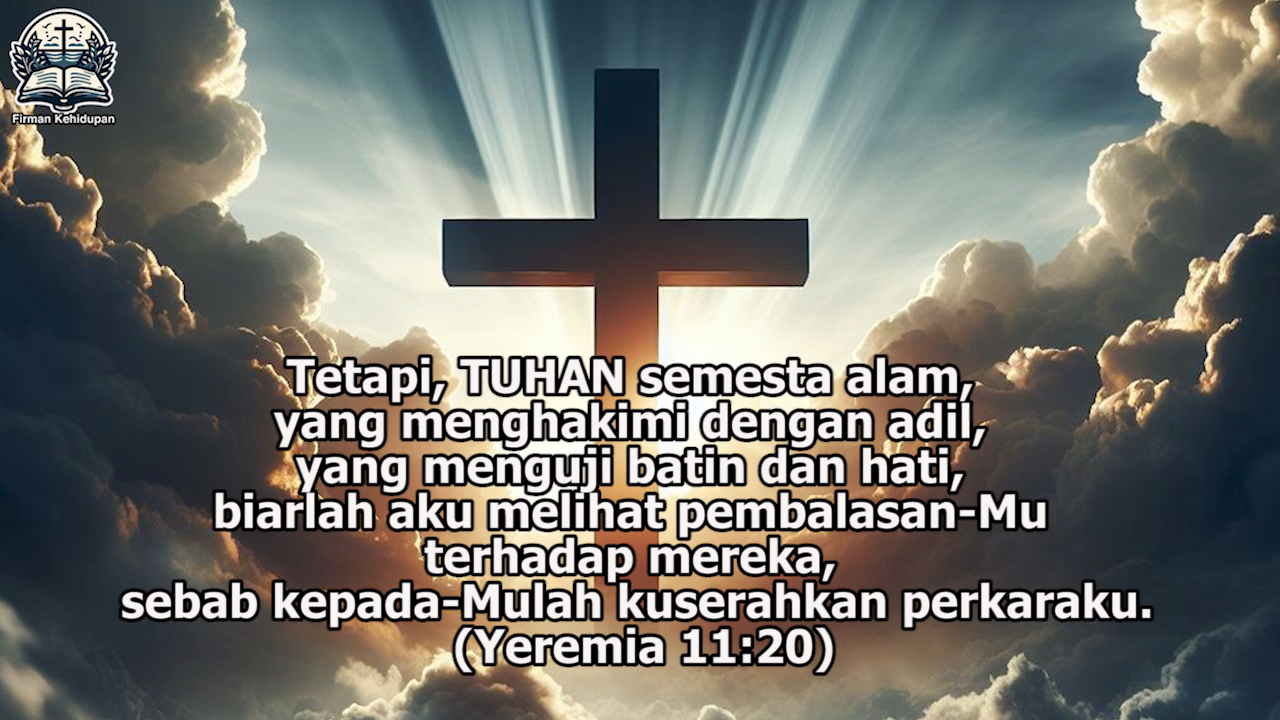 Firman Kehidupan
Tetapi, TUHAN semesta alam,
yang menghakimi dengan adil,
yang menguji batin dan hati,
biarlah aku melihat pembalasan-Mu
terhadap mereka,
sebab kepada-Mulah kuserahkan perkaraku.
(Yeremia 11:20)